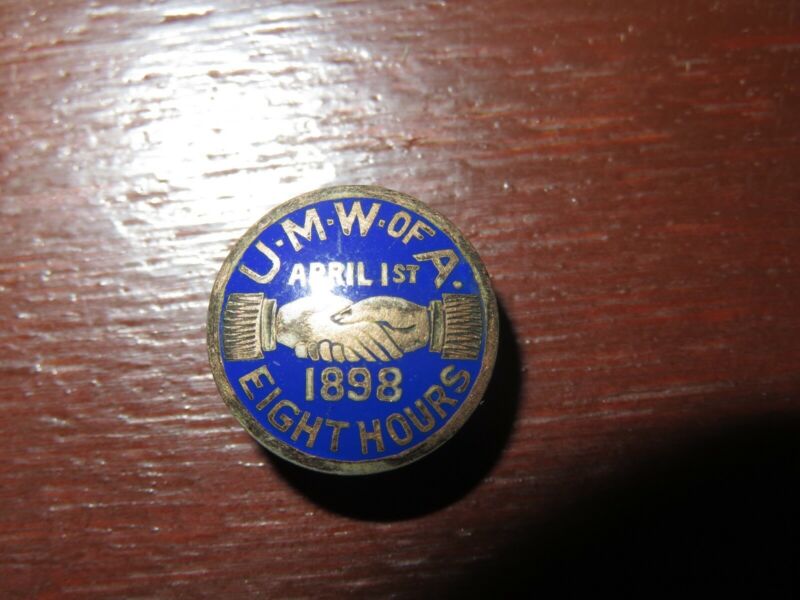 U·M·W·OF A.
APRIL 1ST
1898
EIGHT HOURS